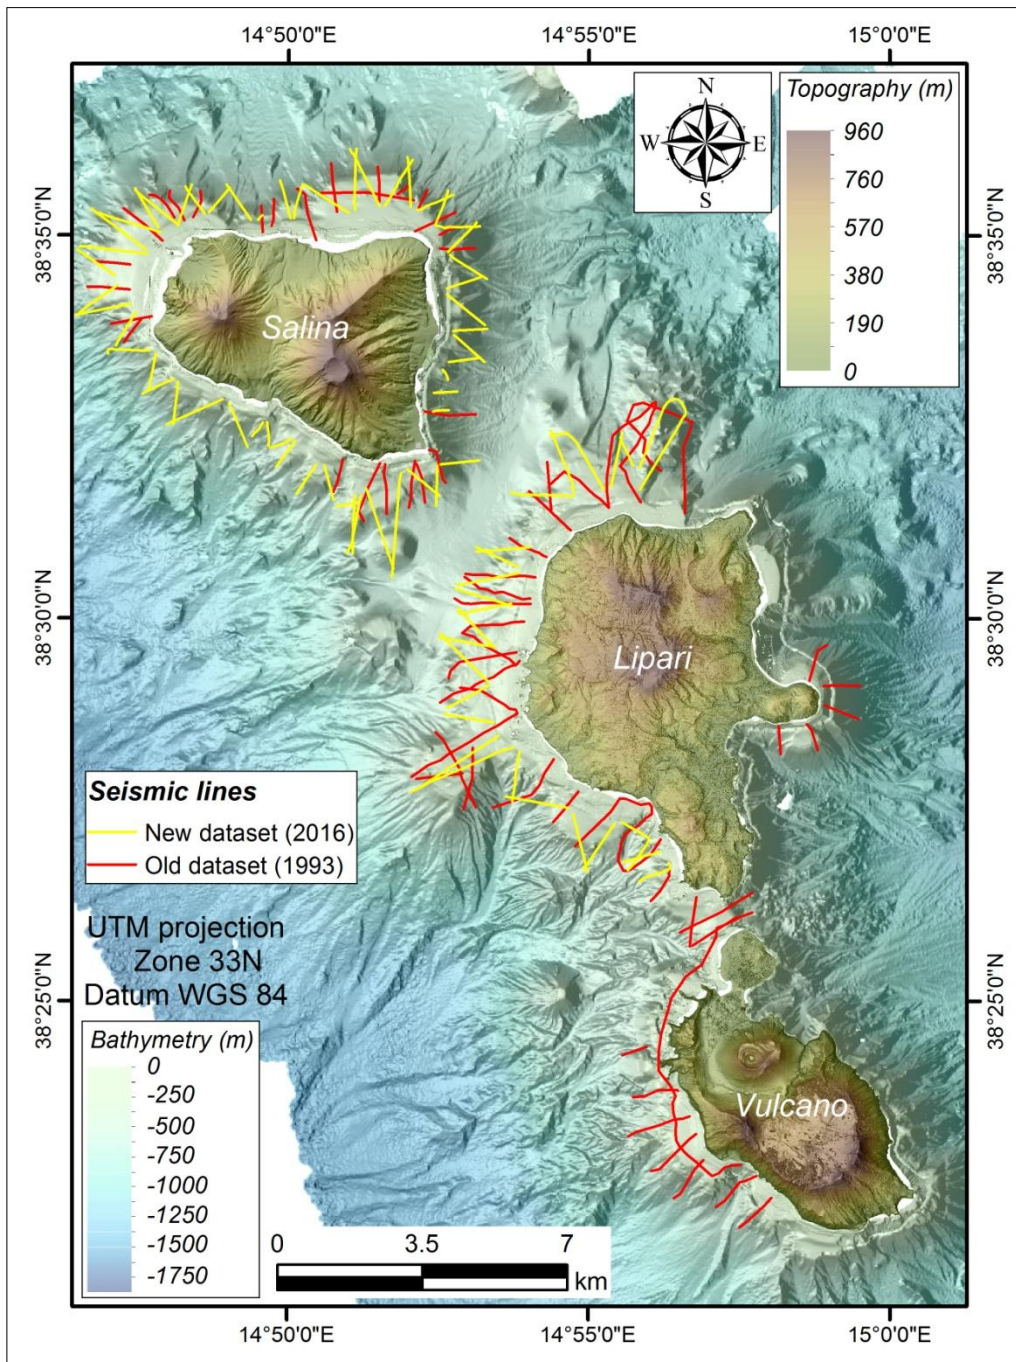 14°50'0"E
14°55'0"E
15°0'0"E
N
W
E
S
Topography (m)
960
760
570
380
190
0
38°35'0"N
38°35'0"N
Salina
38°30'0"N
38°30'0"N
Lipari
Seismic lines
New dataset (2016)
Old dataset (1993)
UTM projection
Zone 33N
Datum WGS 84
38°25'0"N
38°25'0"N
Bathymetry (m)
0
-250
-500
-750
-1000
-1250
-1500
-1750
Vulcano
0
3.5
7
km
14°50'0"E
14°55'0"E
15°0'0"E